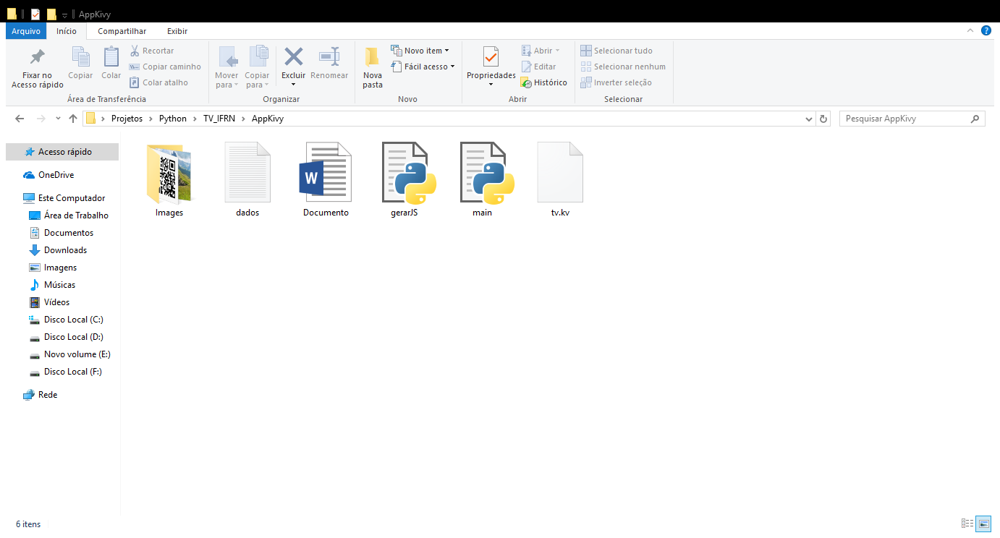 AppKivy
Arquivo Início Compartilhar Exibir
Fixar no Acesso rápido
Copiar
Colar
Recortar
Copiar caminho
Colar atalho
Área de Transferência
Mover para
Copiar para
Excluir
Renomear
Organizar
Nova pasta
Novo item
Fácil acesso
Novo
Propriedades
Abrir
Editar
Histórico
Abrir
Selecionar tudo
Selecionar nenhum
Inverter seleção
Selecionar
Projetos Python TV_IFRN AppKivy
Pesquisar AppKivy
Acesso rápido
OneDrive
Este Computador
Área de Trabalho
Documentos
Downloads
Imagens
Músicas
Vídeos
Disco Local (C:)
Disco Local (D:)
Novo volume (E:)
Disco Local (F:)
Rede
W
Images dados Documento gerarJS main tv.kv
6 itens